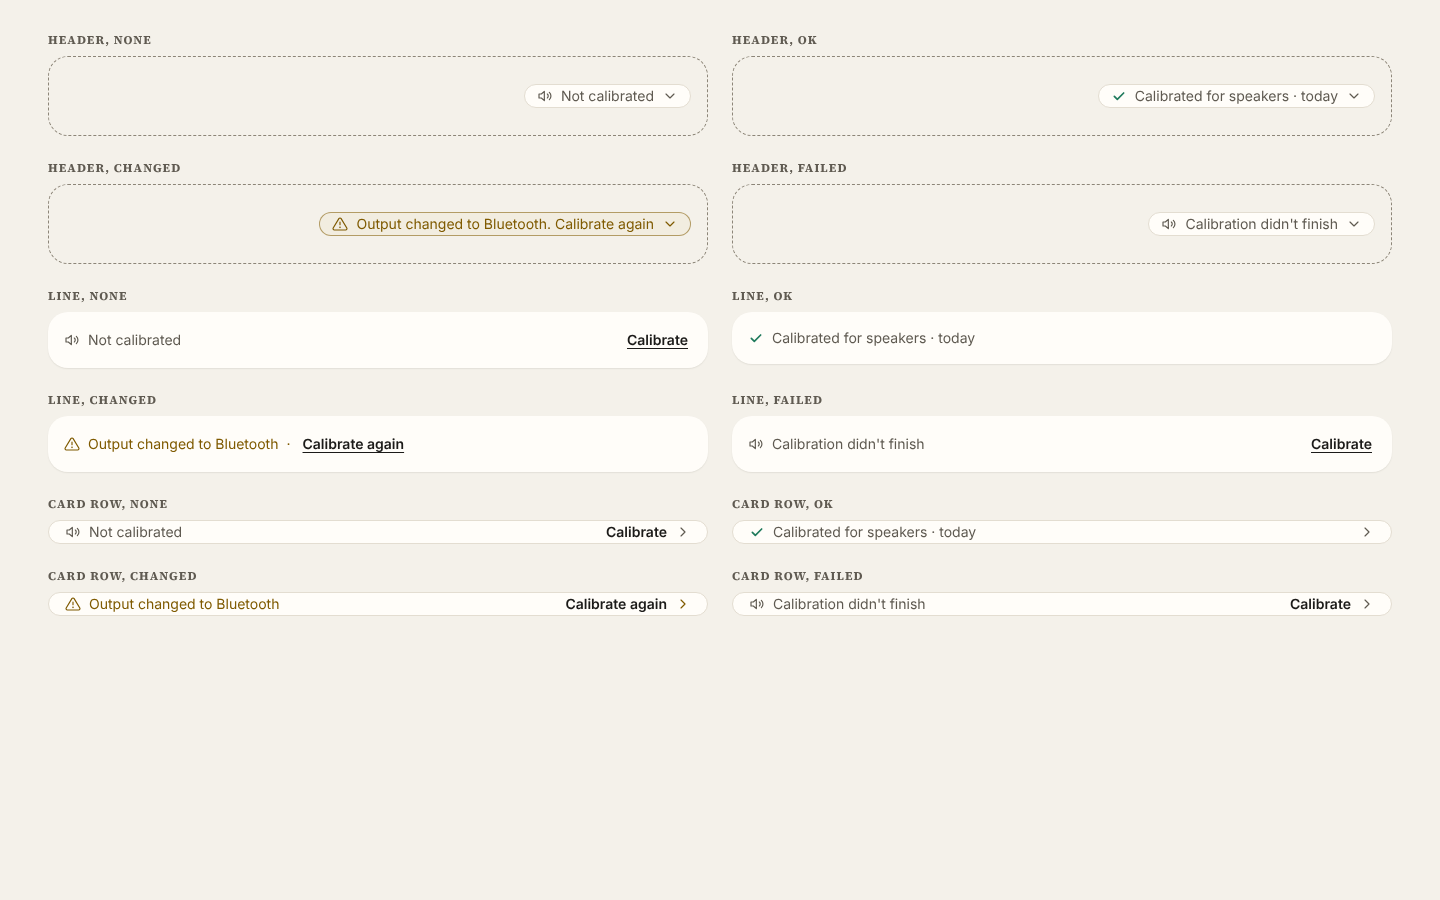 HEADER, NONE
Not calibrated
HEADER, OK
Calibrated for speakers · today
HEADER, CHANGED
Output changed to Bluetooth. Calibrate again
HEADER, FAILED
Calibration didn't finish
LINE, NONE
Not calibrated Calibrate
LINE, OK
Calibrated for speakers · today
LINE, CHANGED
Output changed to Bluetooth · Calibrate again
LINE, FAILED
Calibration didn't finish Calibrate
CARD ROW, NONE
Not calibrated Calibrate
CARD ROW, OK
Calibrated for speakers · today
CARD ROW, CHANGED
Output changed to Bluetooth Calibrate again
CARD ROW, FAILED
Calibration didn't finish Calibrate